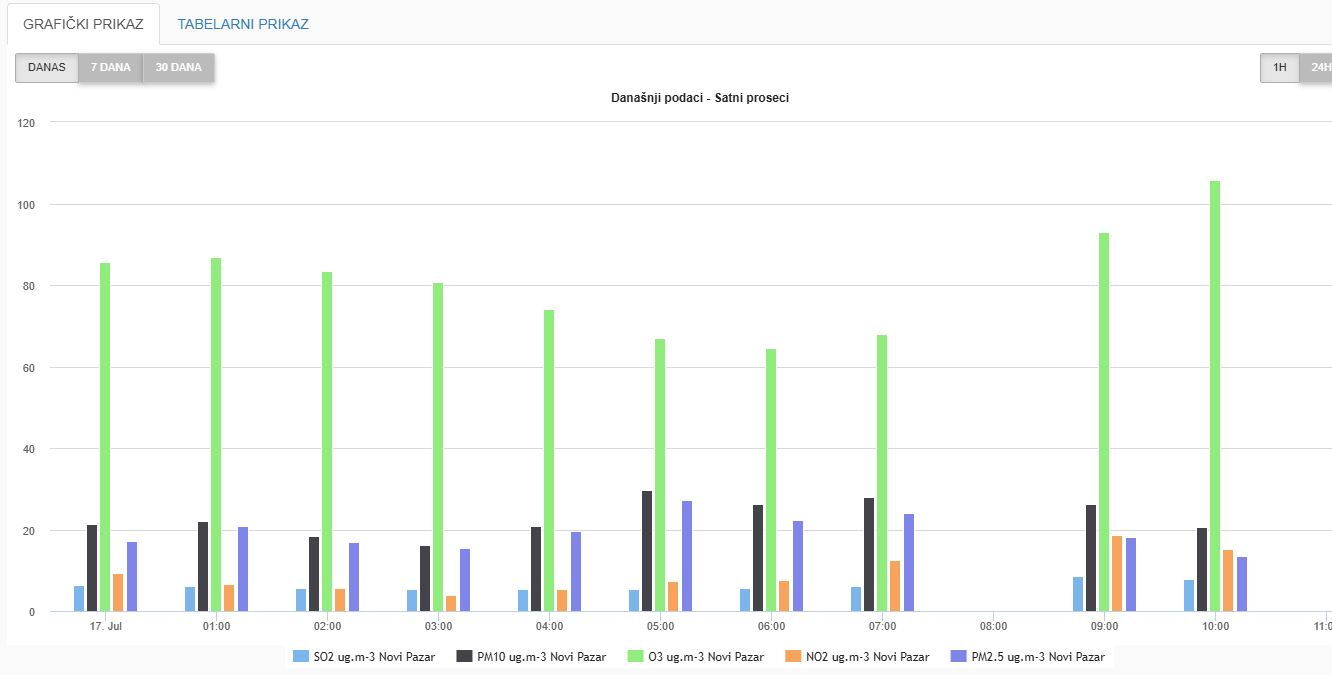 GRAFIČKI PRIKAZ TABELARNI PRIKAZ
DANAS 7 DANA 30 DANA 1H 24H
Današnji podaci - Satni proseci
120
100
80
60
40
20
0
17. Jul 01:00 02:00 03:00 04:00 05:00 06:00 07:00 08:00 09:00 10:00 11:0
SO2 ug.m-3 Novi Pazar PM10 ug.m-3 Novi Pazar O3 ug.m-3 Novi Pazar NO2 ug.m-3 Novi Pazar PM2.5 ug.m-3 Novi Pazar